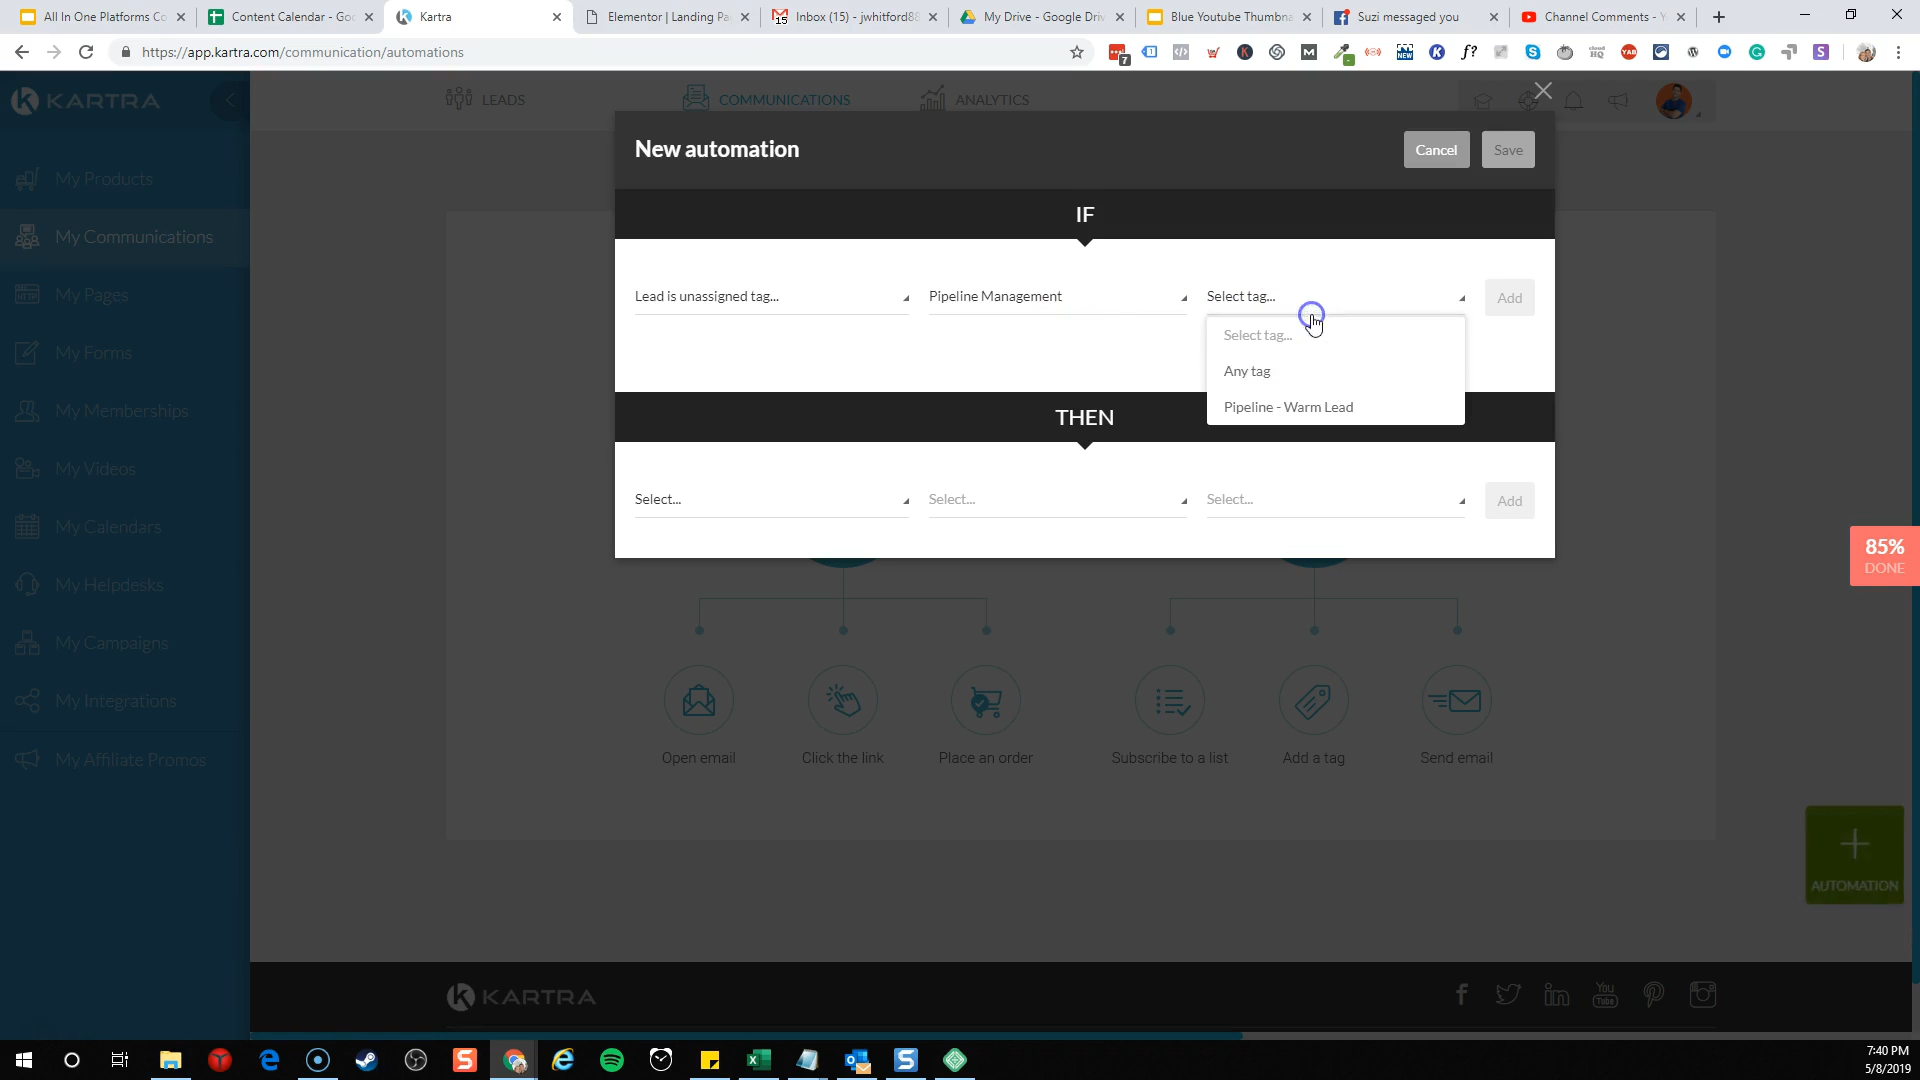 All In One Platforms Co
Content Calendar - Goo
Kartra
Elementor | Landing Pa
Inbox (15) - jwhitford88
My Drive - Google Driv
Blue Youtube Thumbna
Suzi messaged you
Channel Comments - Y
https://app.kartra.com/communication/automations
KARTRA
LEADS
COMMUNICATIONS
ANALYTICS
New automation
Cancel
Save
My Products
My Communications
My Pages
My Forms
My Memberships
My Videos
My Calendars
My Helpdesks
My Campaigns
My Integrations
My Affiliate Promos
IF
Lead is unassigned tag...
Pipeline Management
Select tag...
Add
Select tag...
Any tag
Pipeline - Warm Lead
THEN
Select...
Select...
Select...
Add
85%
DONE
Open email
Click the link
Place an order
Subscribe to a list
Add a tag
Send email
AUTOMATION
KARTRA
7:40 PM
5/8/2019